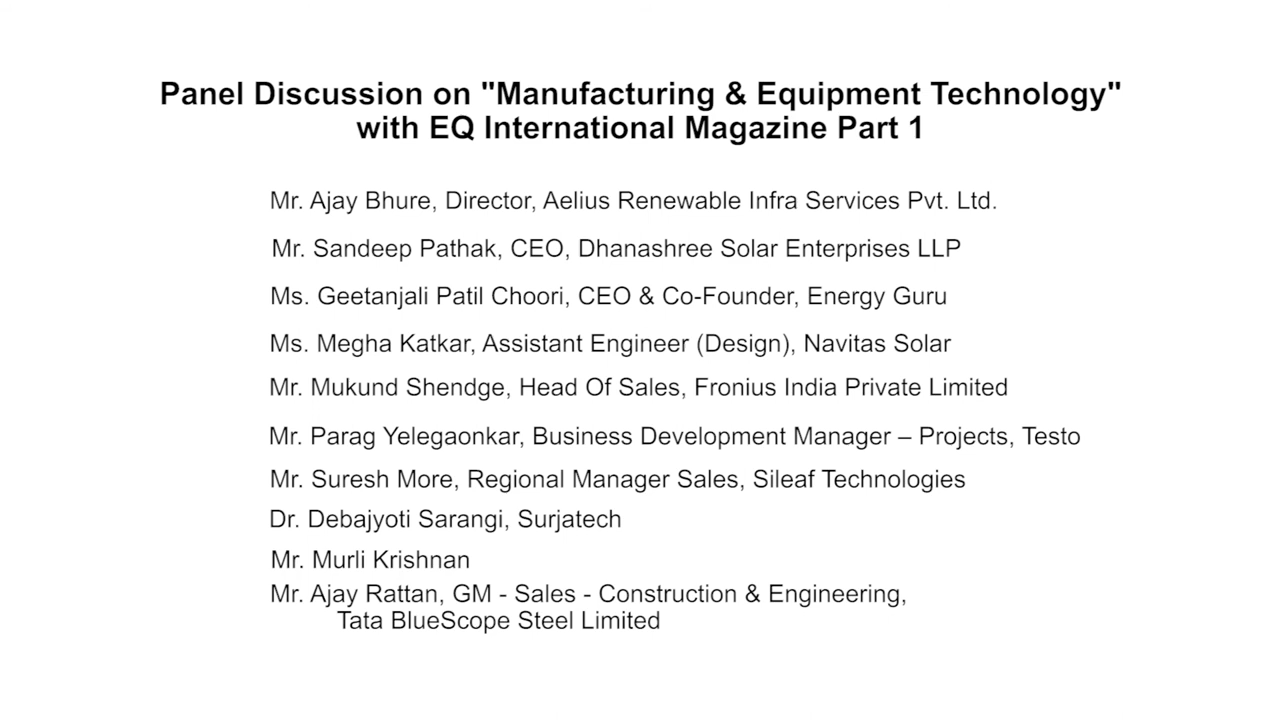 Panel Discussion on "Manufacturing & Equipment Technology"
with EQ International Magazine Part 1
Mr. Ajay Bhure, Director, Aelius Renewable Infra Services Pvt. Ltd.
Mr. Sandeep Pathak, CEO, Dhanashree Solar Enterprises LLP
Ms. Geetanjali Patil Choori, CEO & Co-Founder, Energy Guru
Ms. Megha Katkar, Assistant Engineer (Design), Navitas Solar
Mr. Mukund Shendge, Head Of Sales, Fronius India Private Limited
Mr. Parag Yelegaonkar, Business Development Manager – Projects, Testo
Mr. Suresh More, Regional Manager Sales, Sileaf Technologies
Dr. Debajyoti Sarangi, Surjatech
Mr. Murli Krishnan
Mr. Ajay Rattan, GM - Sales - Construction & Engineering,
Tata BlueScope Steel Limited